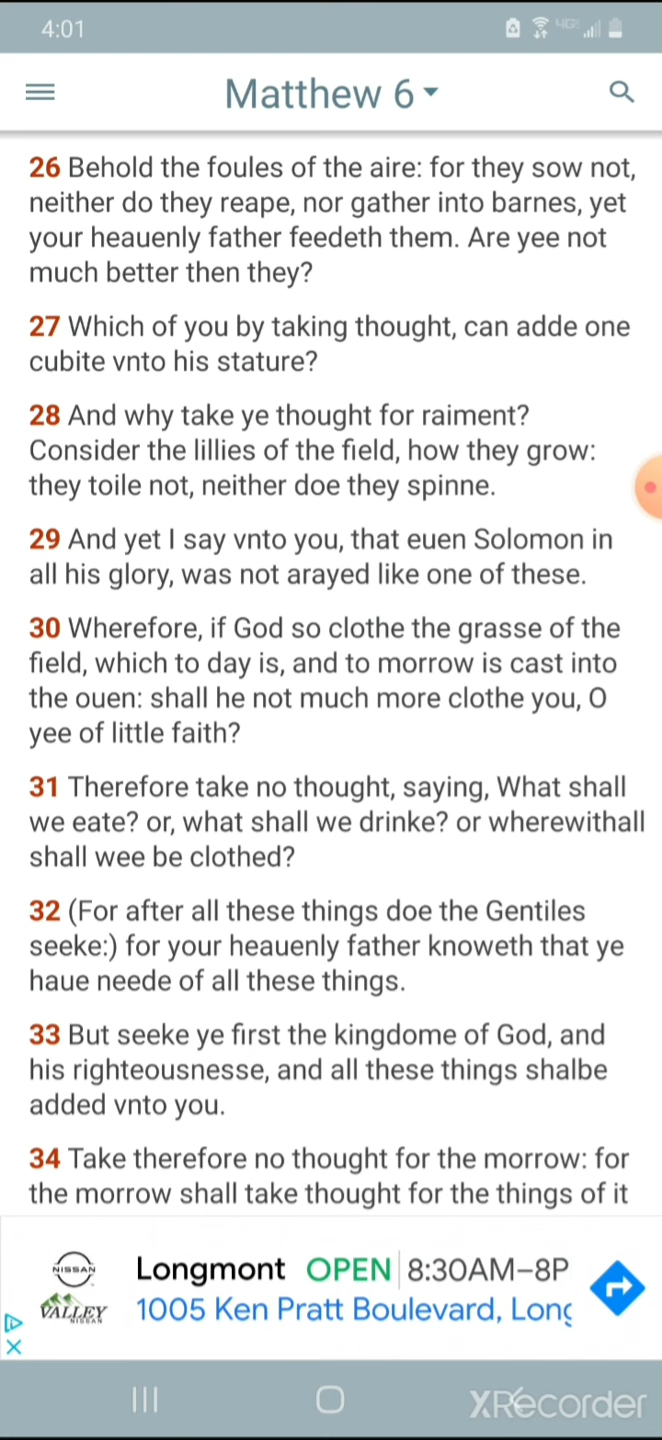 4:01
4GE
Matthew 6
26 Behold the foules of the aire: for they sow not,
neither do they reape, nor gather into barnes, yet
your heauenly father feedeth them. Are yee not
much better then they?
27 Which of you by taking thought, can adde one
cubite vnto his stature?
28 And why take ye thought for raiment?
Consider the lillies of the field, how they grow:
they toile not, neither doe they spinne.
29 And yet I say vnto you, that euen Solomon in
all his glory, was not arayed like one of these.
30 Wherefore, if God so clothe the grasse of the
field, which to day is, and to morrow is cast into
the ouen: shall he not much more clothe you, O
yee of little faith?
31 Therefore take no thought, saying, What shall
we eate? or, what shall we drinke? or wherewithall
shall wee be clothed?
32 (For after all these things doe the Gentiles
seeke:) for your heauenly father knoweth that ye
haue neede of all these things.
33 But seeke ye first the kingdome of God, and
his righteousnesse, and all these things shalbe
added vnto you.
34 Take therefore no thought for the morrow: for
the morrow shall take thought for the things of it
NISSAN
VALLEY
NISSAN
Longmont OPEN 8:30AM–8P
1005 Ken Pratt Boulevard, Long
XRecorder